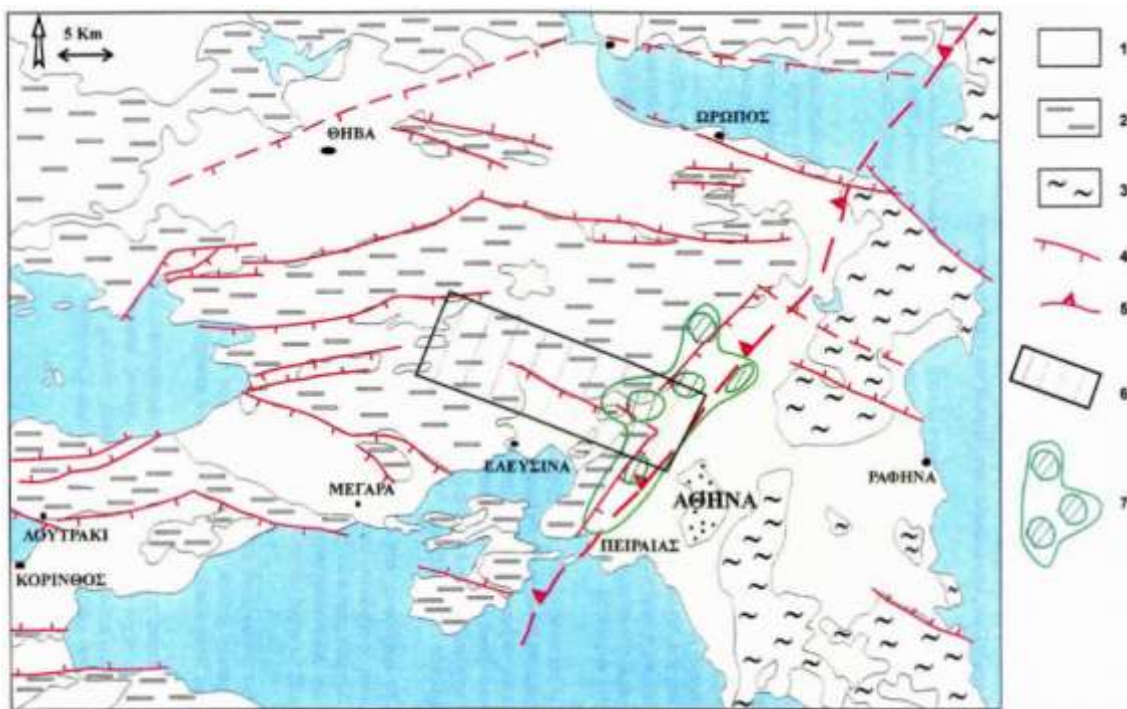 5 Km
ΩΡΩΠΟΣ
ΘΗΒΑ
ΕΛΕΥΣΙΝΑ
ΜΕΓΑΡΑ
ΑΘΗΝΑ
ΡΑΦΗΝΑ
ΛΟΥΤΡΑΚΙ
ΠΕΙΡΑΙΑΣ
ΚΟΡΙΝΘΟΣ
1
2
3
4
5
6
7